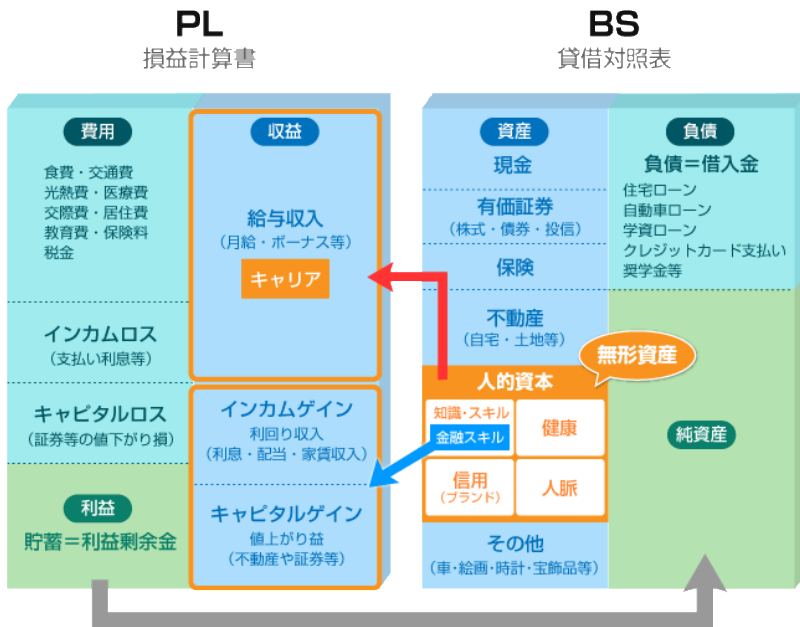 PL
損益計算書
費用
食費・交通費
光熱費・医療費
交際費・居住費
教育費・保険料
税金
インカムロス
(支払い利息等)
キャピタルロス
(証券等の値下がり損)
利益
貯蓄=利益剰余金
収益
給与収入
(月給・ボーナス等)
キャリア
インカムゲイン
利回り収入
(利息・配当・家賃収入)
キャピタルゲイン
値上がり益
(不動産や証券等)
BS
貸借対照表
資産
現金
有価証券
(株式・債券・投信)
保険
不動産
(自宅・土地等)
無形資産
人的資本
知識・スキル
金融スキル
健康
信用
(ブランド)
人脈
その他
(車・絵画・時計・宝飾品等)
負債
負債=借入金
住宅ローン
自動車ローン
学資ローン
クレジットカード支払い
奨学金等
純資産